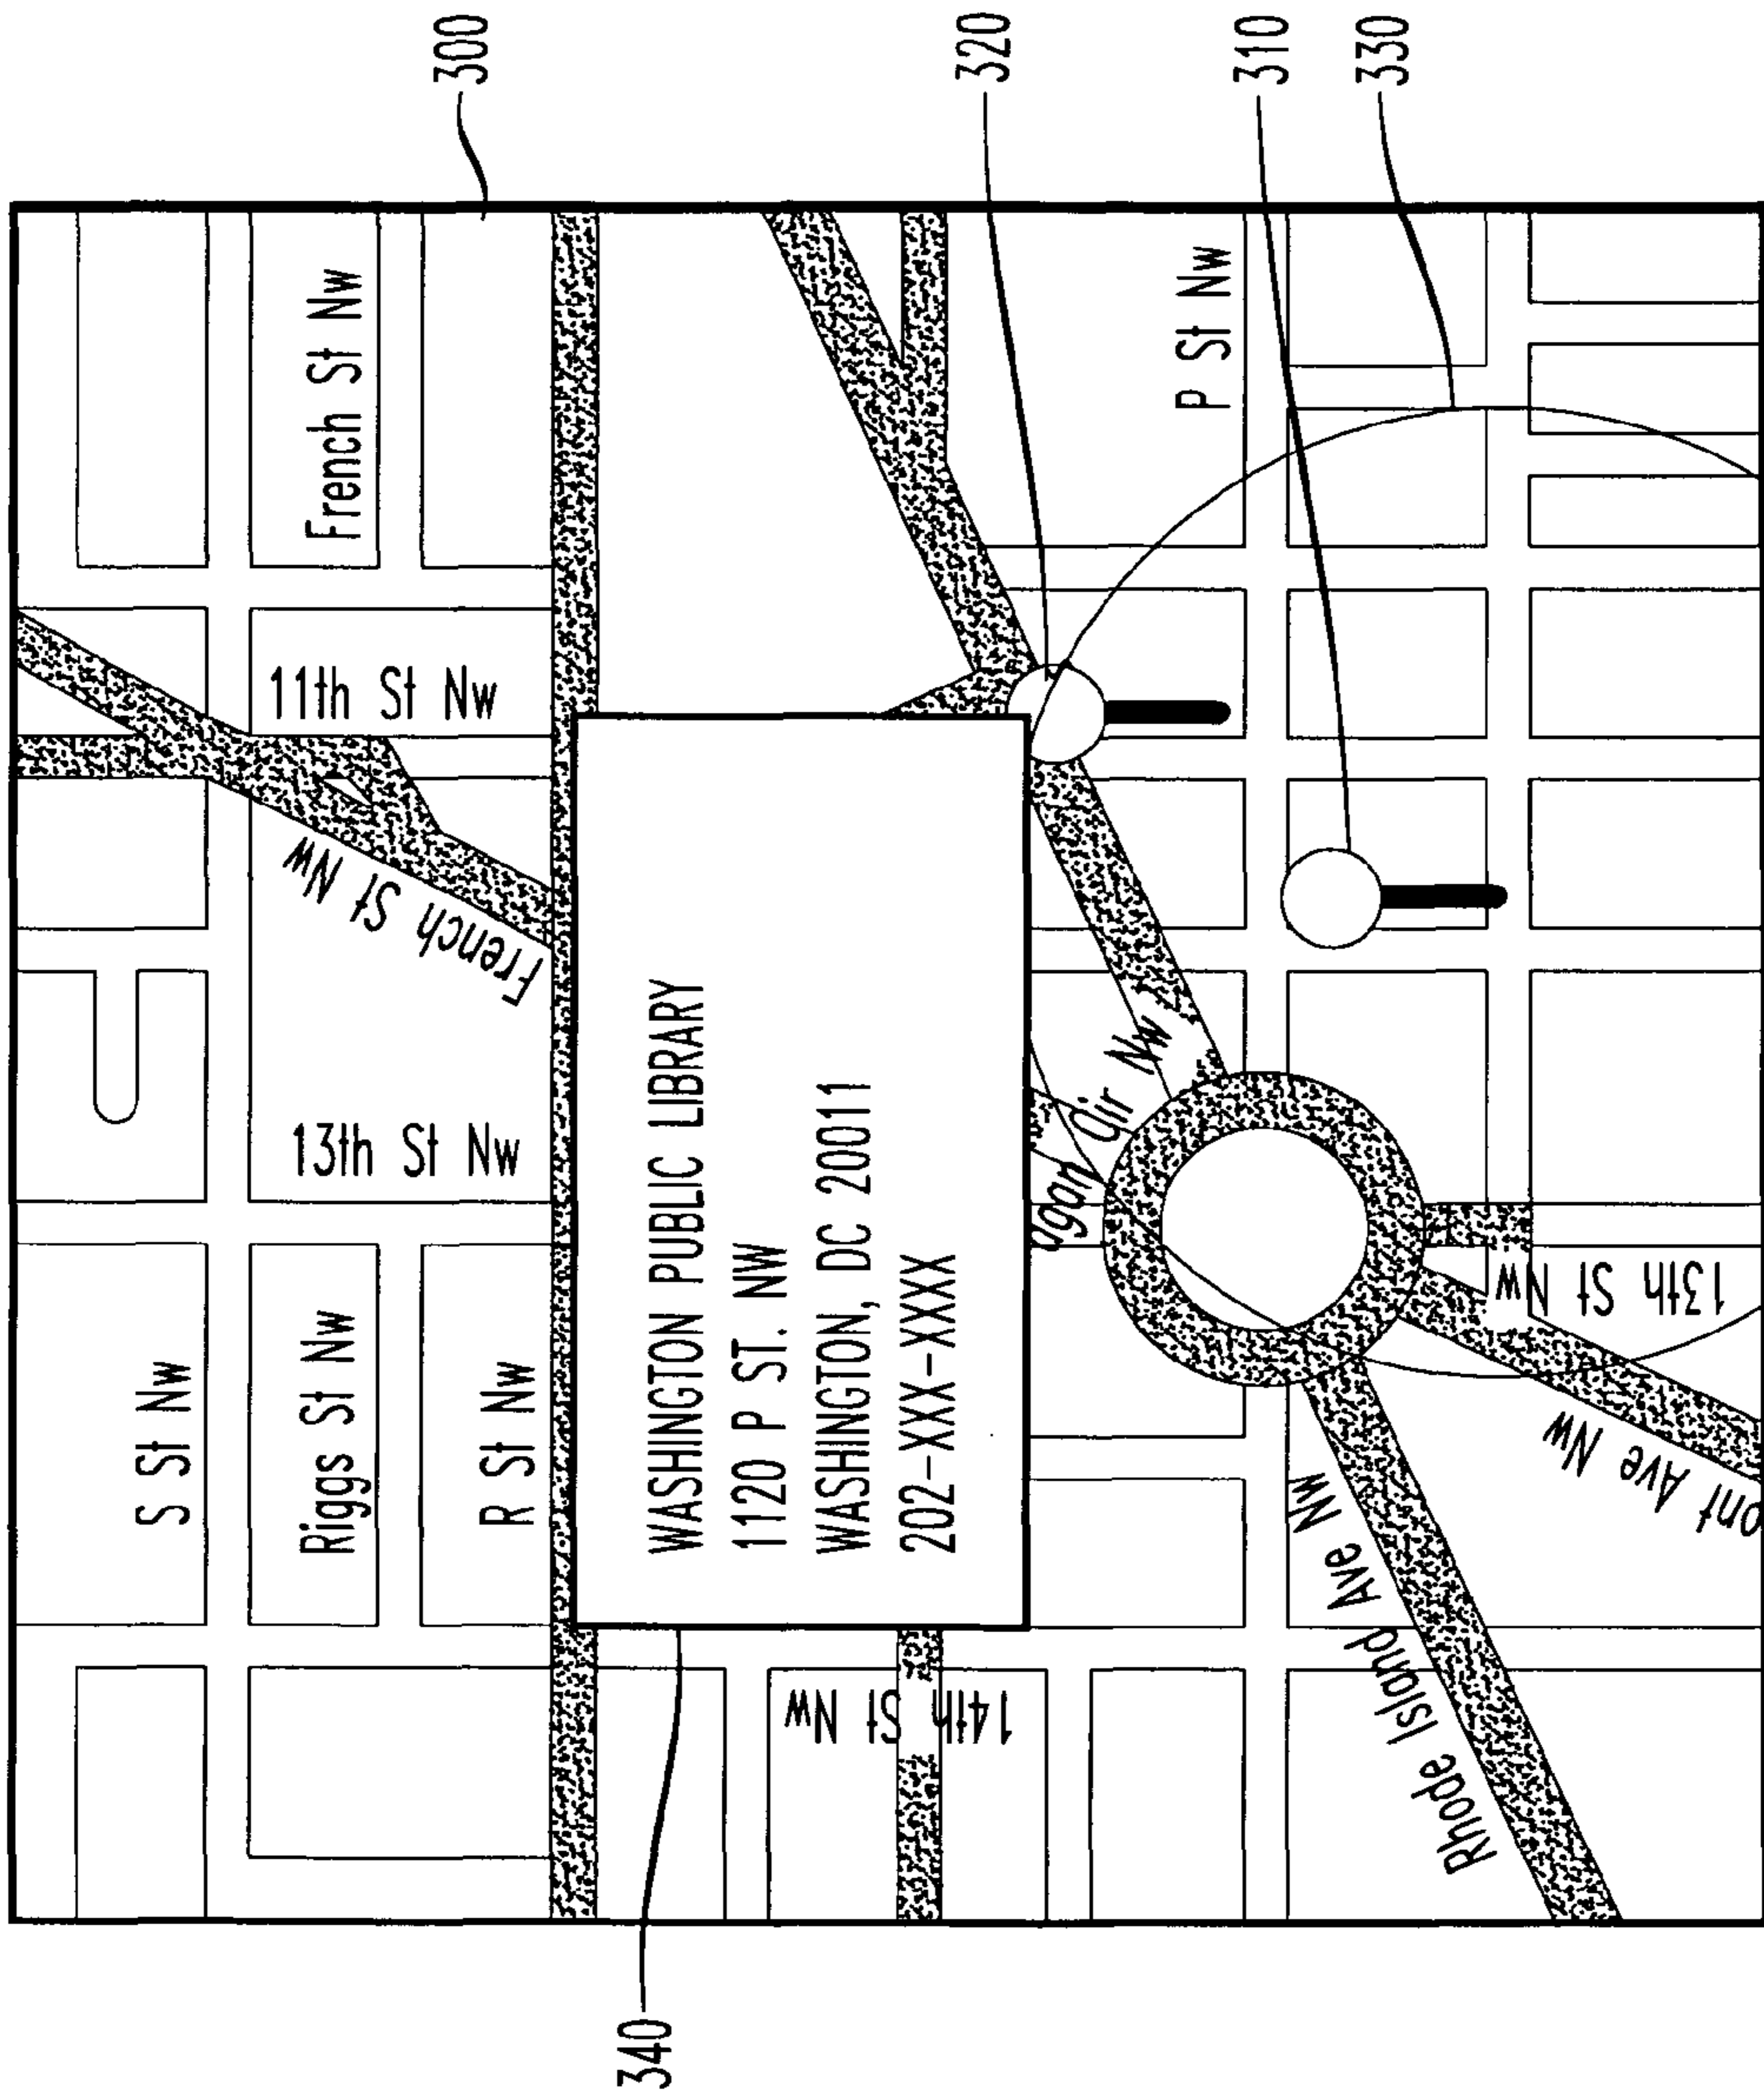 300
320
310
330
340
S St Nw
Riggs St Nw
13th St Nw
11th St Nw
French St Nw
French St Nw
R St Nw
WASHINGTON PUBLIC LIBRARY
1120 P ST. NW
WASHINGTON, DC 20011
202-XXX-XXXX
14th St Nw
ogan Cir Nw
P St Nw
Rhode Island Ave NW
13th St Nw
ont Ave Nw